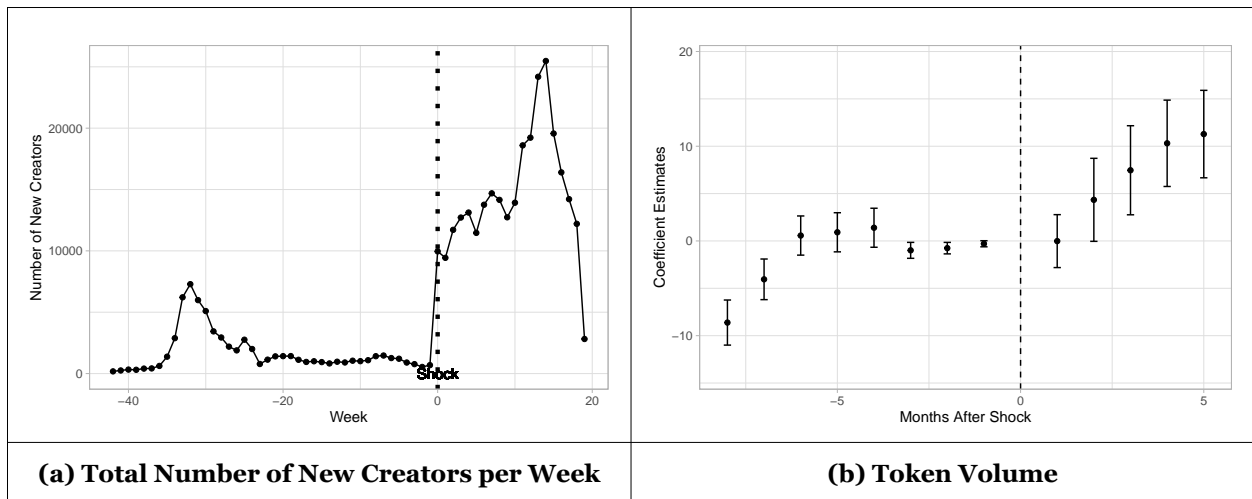 Number of New Creators
20000
10000
0
Shock
−40
−20
0
20
Week
(a) Total Number of New Creators per Week
Coefficient Estimates
20
10
0
−10
−5
0
5
Months After Shock
(b) Token Volume